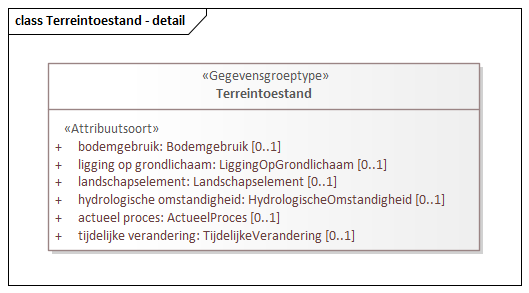 class Terreintoestand - detail
«Gegevensgroeptype»
Terreintoestand
«Attribuutsoort»
+ bodemgebruik: Bodemgebruik [0..1]
+ ligging op grondlichaam: LiggingOpGrondlichaam [0..1]
+ landschapselement: Landschapselement [0..1]
+ hydrologische omstandigheid: HydrologischeOmstandigheid [0..1]
+ actueel proces: ActueelProces [0..1]
+ tijdelijke verandering: TijdelijkeVerandering [0..1]